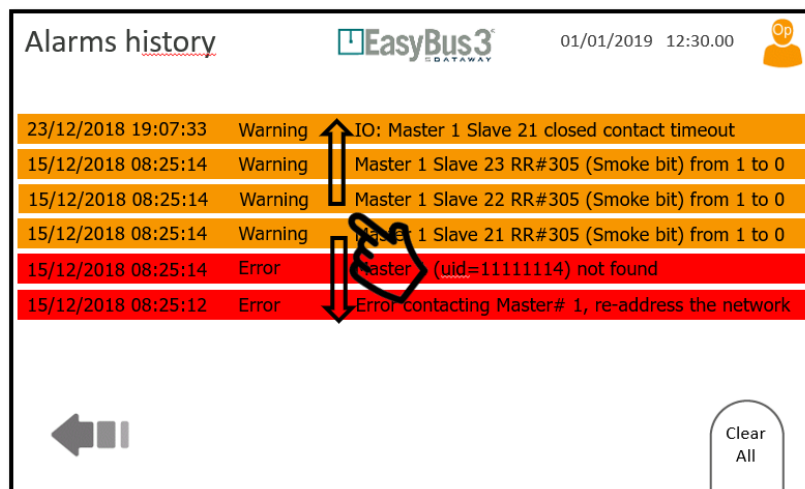 Alarms history EasyBus3 01/01/2019 12:30.00 Op
DATAWAY
23/12/2018 19:07:33 Warning IO: Master 1 Slave 21 closed contact timeout
15/12/2018 08:25:14 Warning Master 1 Slave 23 RR#305 (Smoke bit) from 1 to 0
15/12/2018 08:25:14 Warning Master 1 Slave 22 RR#305 (Smoke bit) from 1 to 0
15/12/2018 08:25:14 Warning Master 1 Slave 21 RR#305 (Smoke bit) from 1 to 0
15/12/2018 08:25:14 Error Master (uid=11111114) not found
15/12/2018 08:25:12 Error Error contacting Master# 1, re-address the network
Clear
All